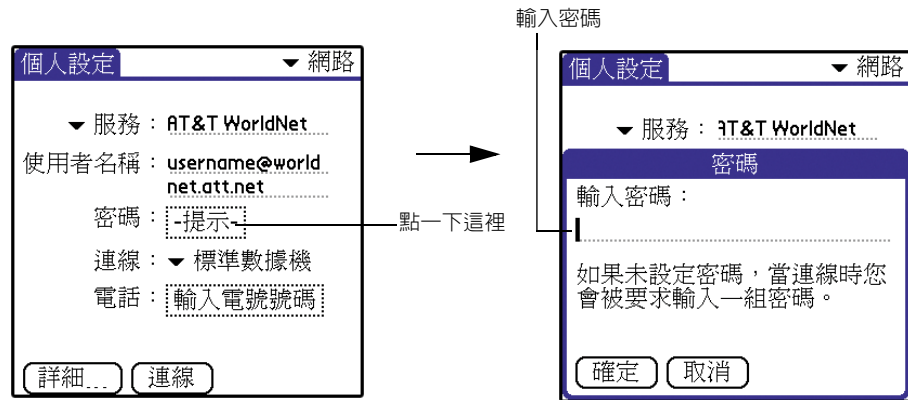 輸入密碼
個人設定 網路
服務：AT&T WorldNet
使用者名稱：username@world
net.att.net
密碼：-提示-
連線：標準數據機
電話：輸入電號號碼
詳細... 連線
點一下這裡
個人設定 網路
服務：AT&T WorldNet
密碼
輸入密碼：
如果未設定密碼，當連線時您
會被要求輸入一組密碼。
確定 取消